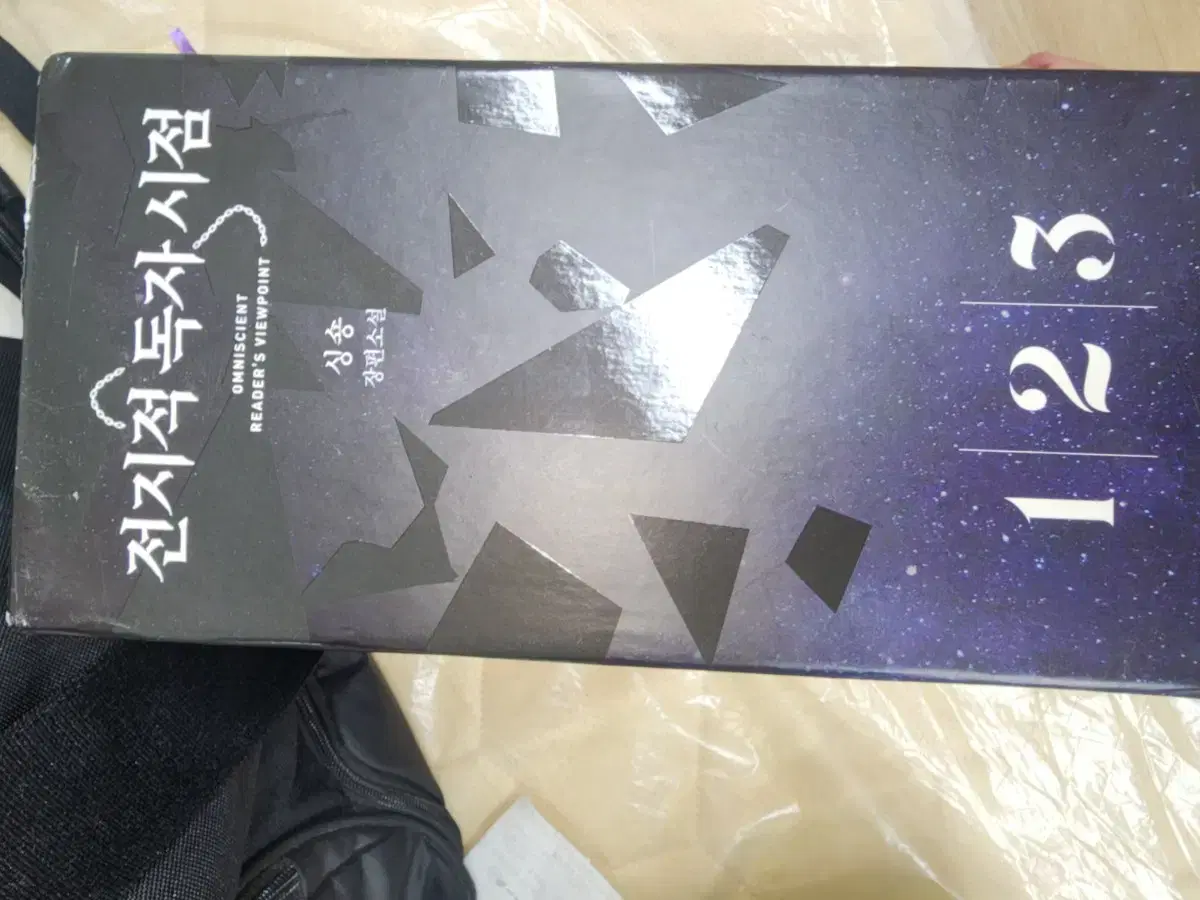 전지적 독자 시점
OMNISCIENT
READER'S VIEWPOINT
싱숑
장편소설
1 | 2 | 3